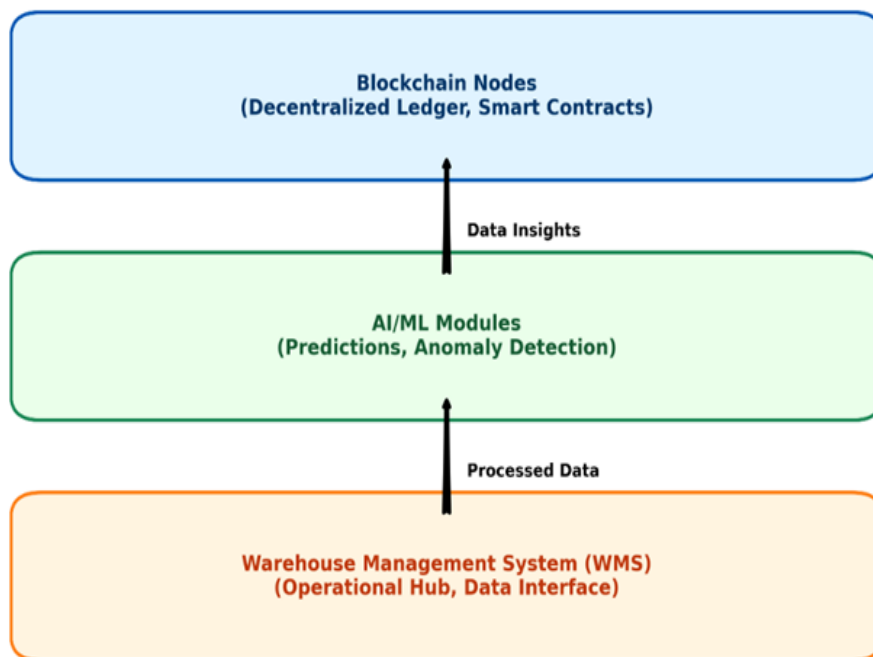 Blockchain Nodes
(Decentralized Ledger, Smart Contracts)
Data Insights
AI/ML Modules
(Predictions, Anomaly Detection)
Processed Data
Warehouse Management System (WMS)
(Operational Hub, Data Interface)